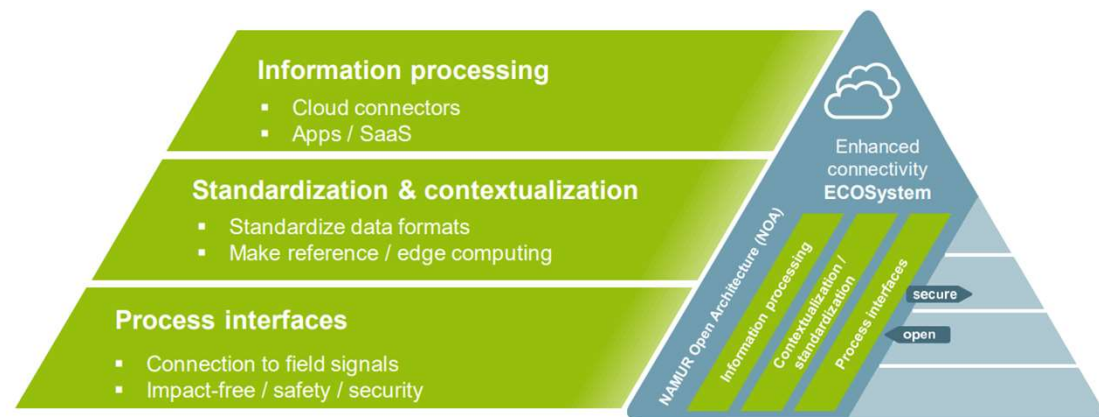 Information processing
▪ Cloud connectors
▪ Apps / SaaS
Standardization & contextualization
▪ Standardize data formats
▪ Make reference / edge computing
Process interfaces
▪ Connection to field signals
▪ Impact-free / safety / security
Enhanced
connectivity
ECOSystem
NAMUR Open Architecture (NOA)
Information processing
Contextualization /
standardization
Process interfaces
secure
open